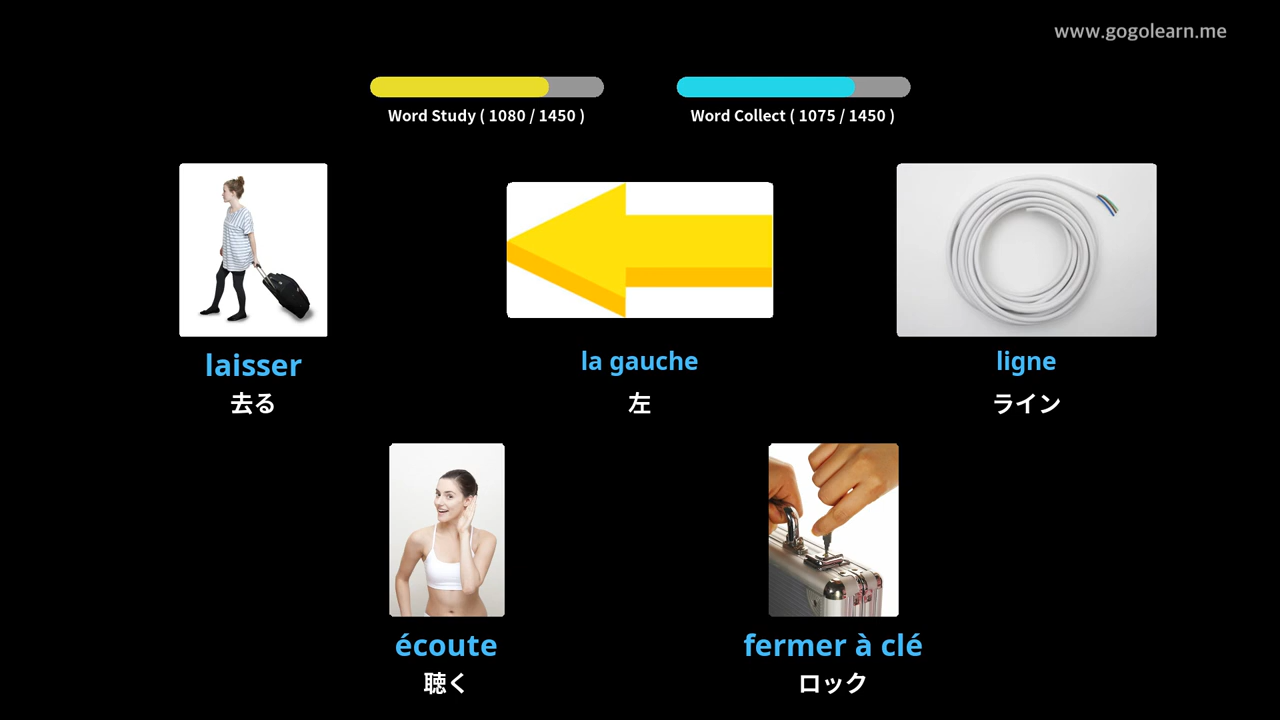 www.gogolearn.me
Word Study ( 1080 / 1450 )
Word Collect ( 1075 / 1450 )
laisser
去る
la gauche
左
ligne
ライン
écoute
聴く
fermer à clé
ロック